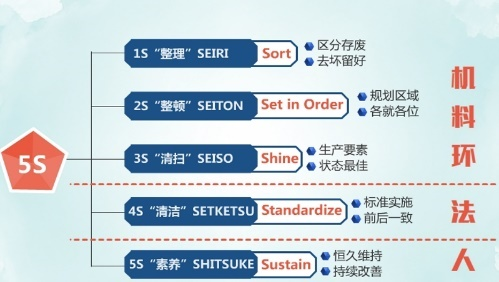 5S
1S“整理”SEIRI
Sort
区分存废
去坏留好
2S“整顿”SEITON
Set in Order
规划区域
各就各位
3S“清扫”SEISO
Shine
生产要素
状态最佳
机
料
环
4S“清洁”SETKETSU
Standardize
标准实施
前后一致
法
5S“素养”SHITSUKE
Sustain
恒久维持
持续改善
人